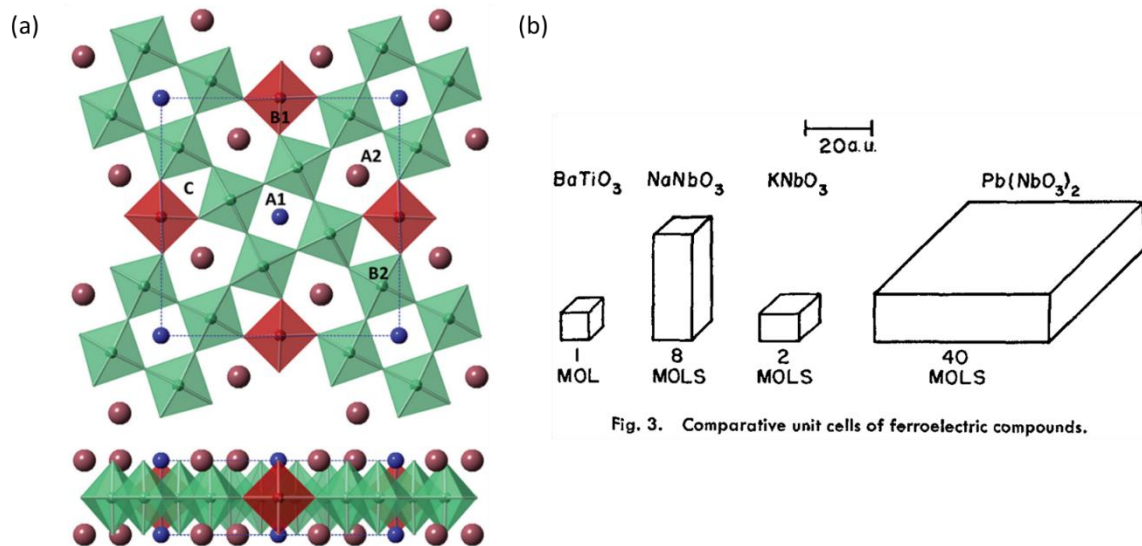 (a)
B1
A2
C
A1
B2
(b)
20 a.u.
BaTiO3 NaNbO3 KNbO3 Pb(NbO3)2
1 8 2 40
MOL MOLS MOLS MOLS
Fig. 3. Comparative unit cells of ferroelectric compounds.